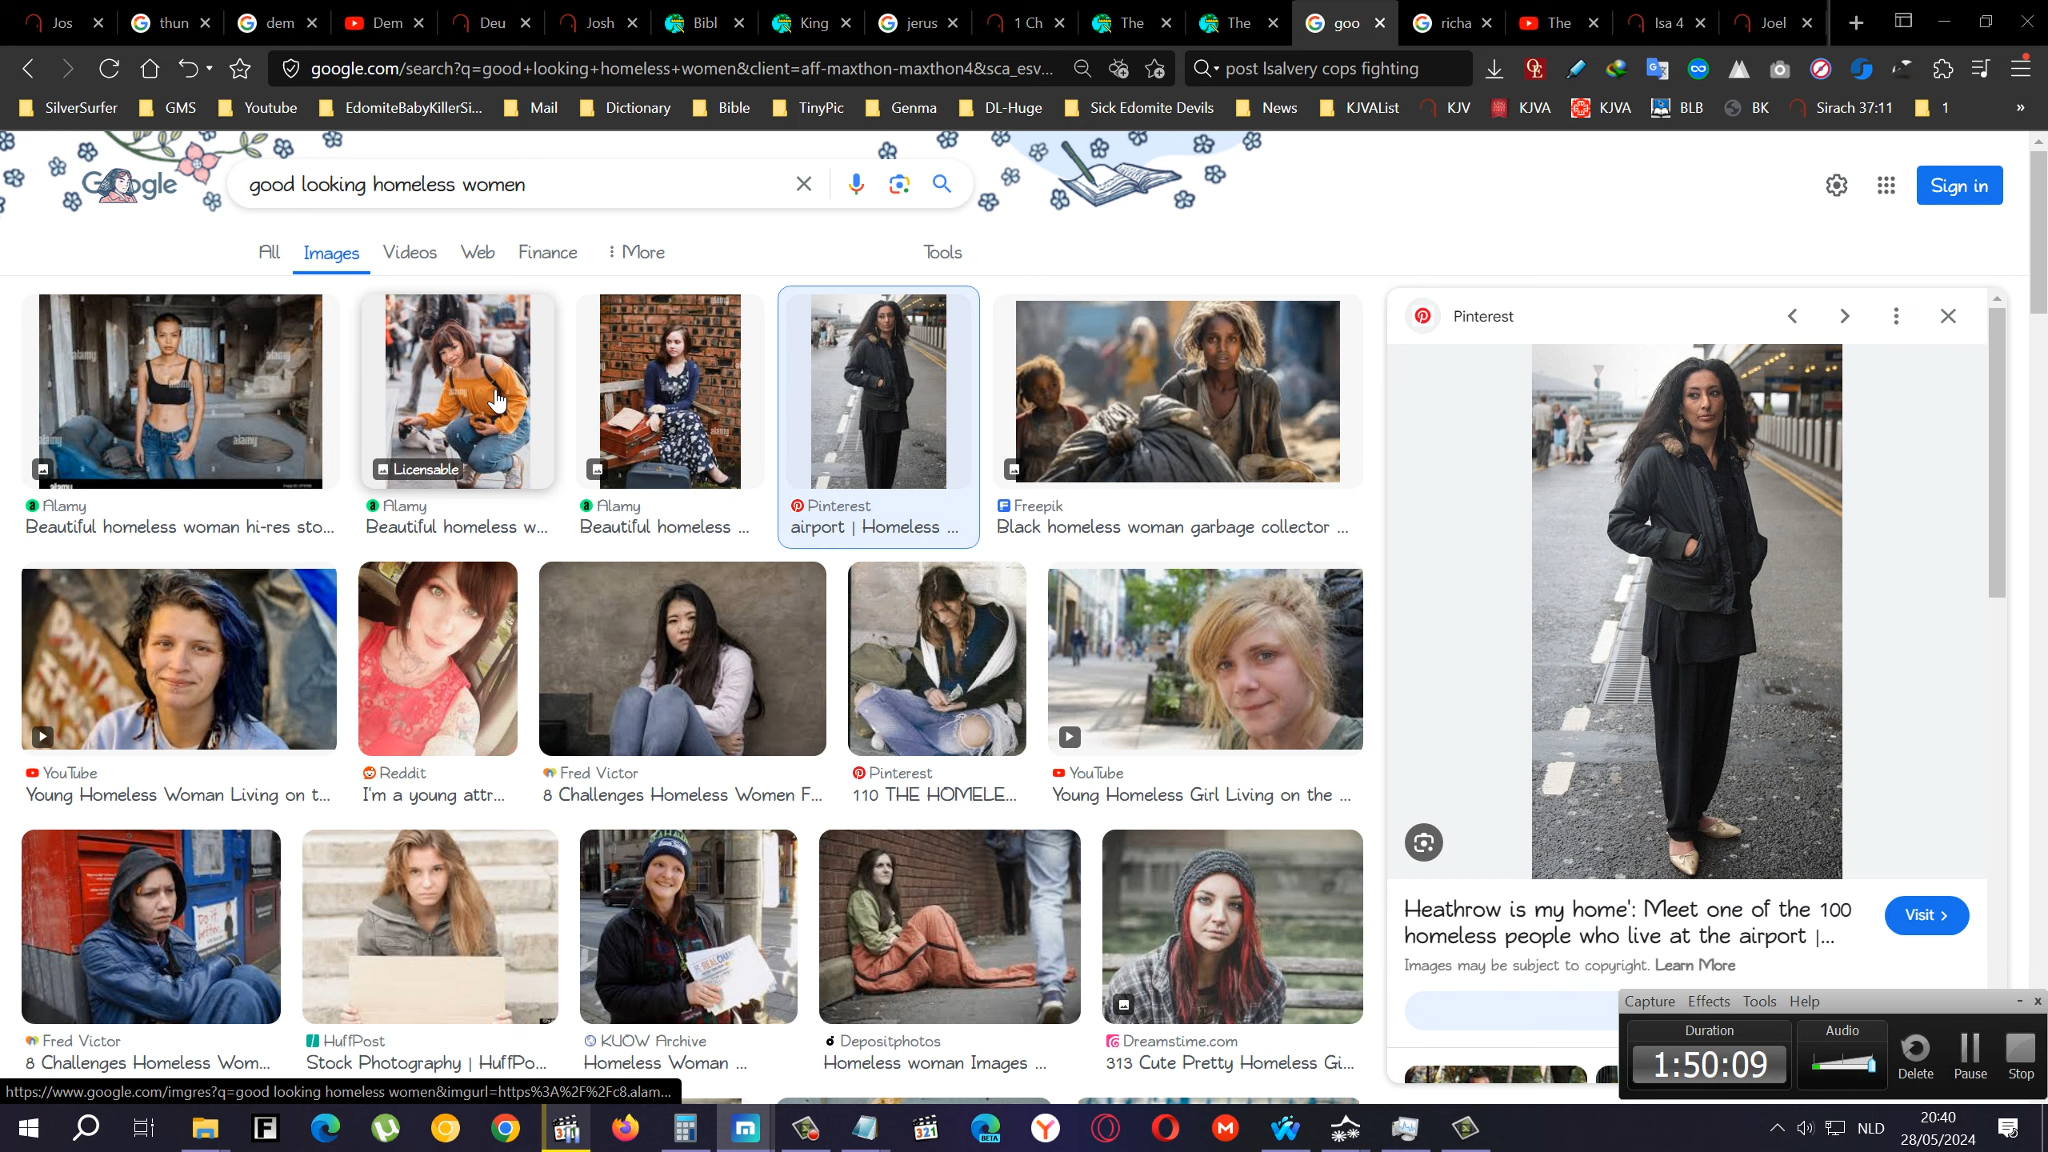 Jos
thun
dem
Dem
Deu
Josh
Bibl
King
jerus
1 Ch
The
The
goo
richa
The
Isa 4
Joel
google.com/search?q=good+looking+homeless+women&client=aff-maxthon-maxthon4&sca_esv...
post lsalvery cops fighting
SilverSurfer
GMS
Youtube
EdomiteBabyKillerSi...
Mail
Dictionary
Bible
TinyPic
Genma
DL-Huge
Sick Edomite Devils
News
KJVAList
KJV
KJVA
KJVA
BLB
BK
Sirach 37:11
1
»
Google
good looking homeless women
Sign in
All
Images
Videos
Web
Finance
More
Tools
Licensable
Alamy
Beautiful homeless woman hi-res sto...
Alamy
Beautiful homeless w...
Alamy
Beautiful homeless ...
Pinterest
airport | Homeless ...
Freepik
Black homeless woman garbage collector ...
YouTube
Young Homeless Woman Living on t...
Reddit
I'm a young attr...
Fred Victor
8 Challenges Homeless Women F...
Pinterest
110 THE HOMELE...
YouTube
Young Homeless Girl Living on the ...
Fred Victor
8 Challenges Homeless Wom...
HuffPost
Stock Photography | HuffPo...
KUOW Archive
Homeless Woman ...
Depositphotos
Homeless woman Images ...
Dreamstime.com
313 Cute Pretty Homeless Gi...
Pinterest
Heathrow is my home': Meet one of the 100
homeless people who live at the airport |...
Visit >
Images may be subject to copyright. Learn More
Capture Effects Tools Help
Duration
1:50:09
Audio
Delete
Pause
Stop
https://www.google.com/imgres?q=good looking homeless women&imgurl=https%3A%2F%2Fc8.alam...
321
BETA
NLD
20:40
28/05/2024